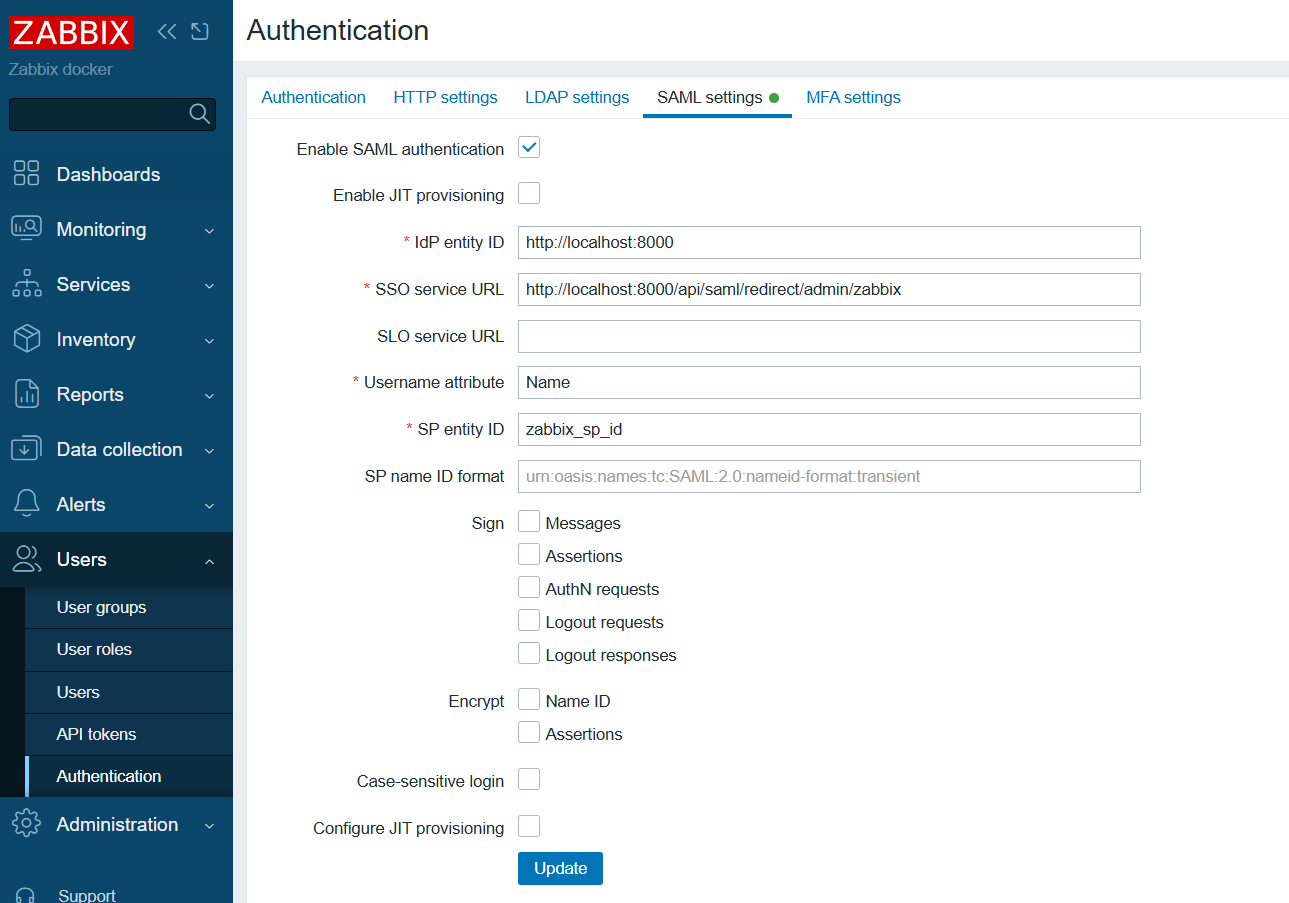 ZABBIX
Zabbix docker
Dashboards
Monitoring
Services
Inventory
Reports
Data collection
Alerts
Users
User groups
User roles
Users
API tokens
Authentication
Administration
Support
Authentication
Authentication HTTP settings LDAP settings SAML settings MFA settings
Enable SAML authentication
Enable JIT provisioning
* IdP entity ID http://localhost:8000
* SSO service URL http://localhost:8000/api/saml/redirect/admin/zabbix
SLO service URL
* Username attribute Name
* SP entity ID zabbix_sp_id
SP name ID format urn:oasis:names:tc:SAML:2.0:nameid-format:transient
Sign Messages
Assertions
AuthN requests
Logout requests
Logout responses
Encrypt Name ID
Assertions
Case-sensitive login
Configure JIT provisioning
Update